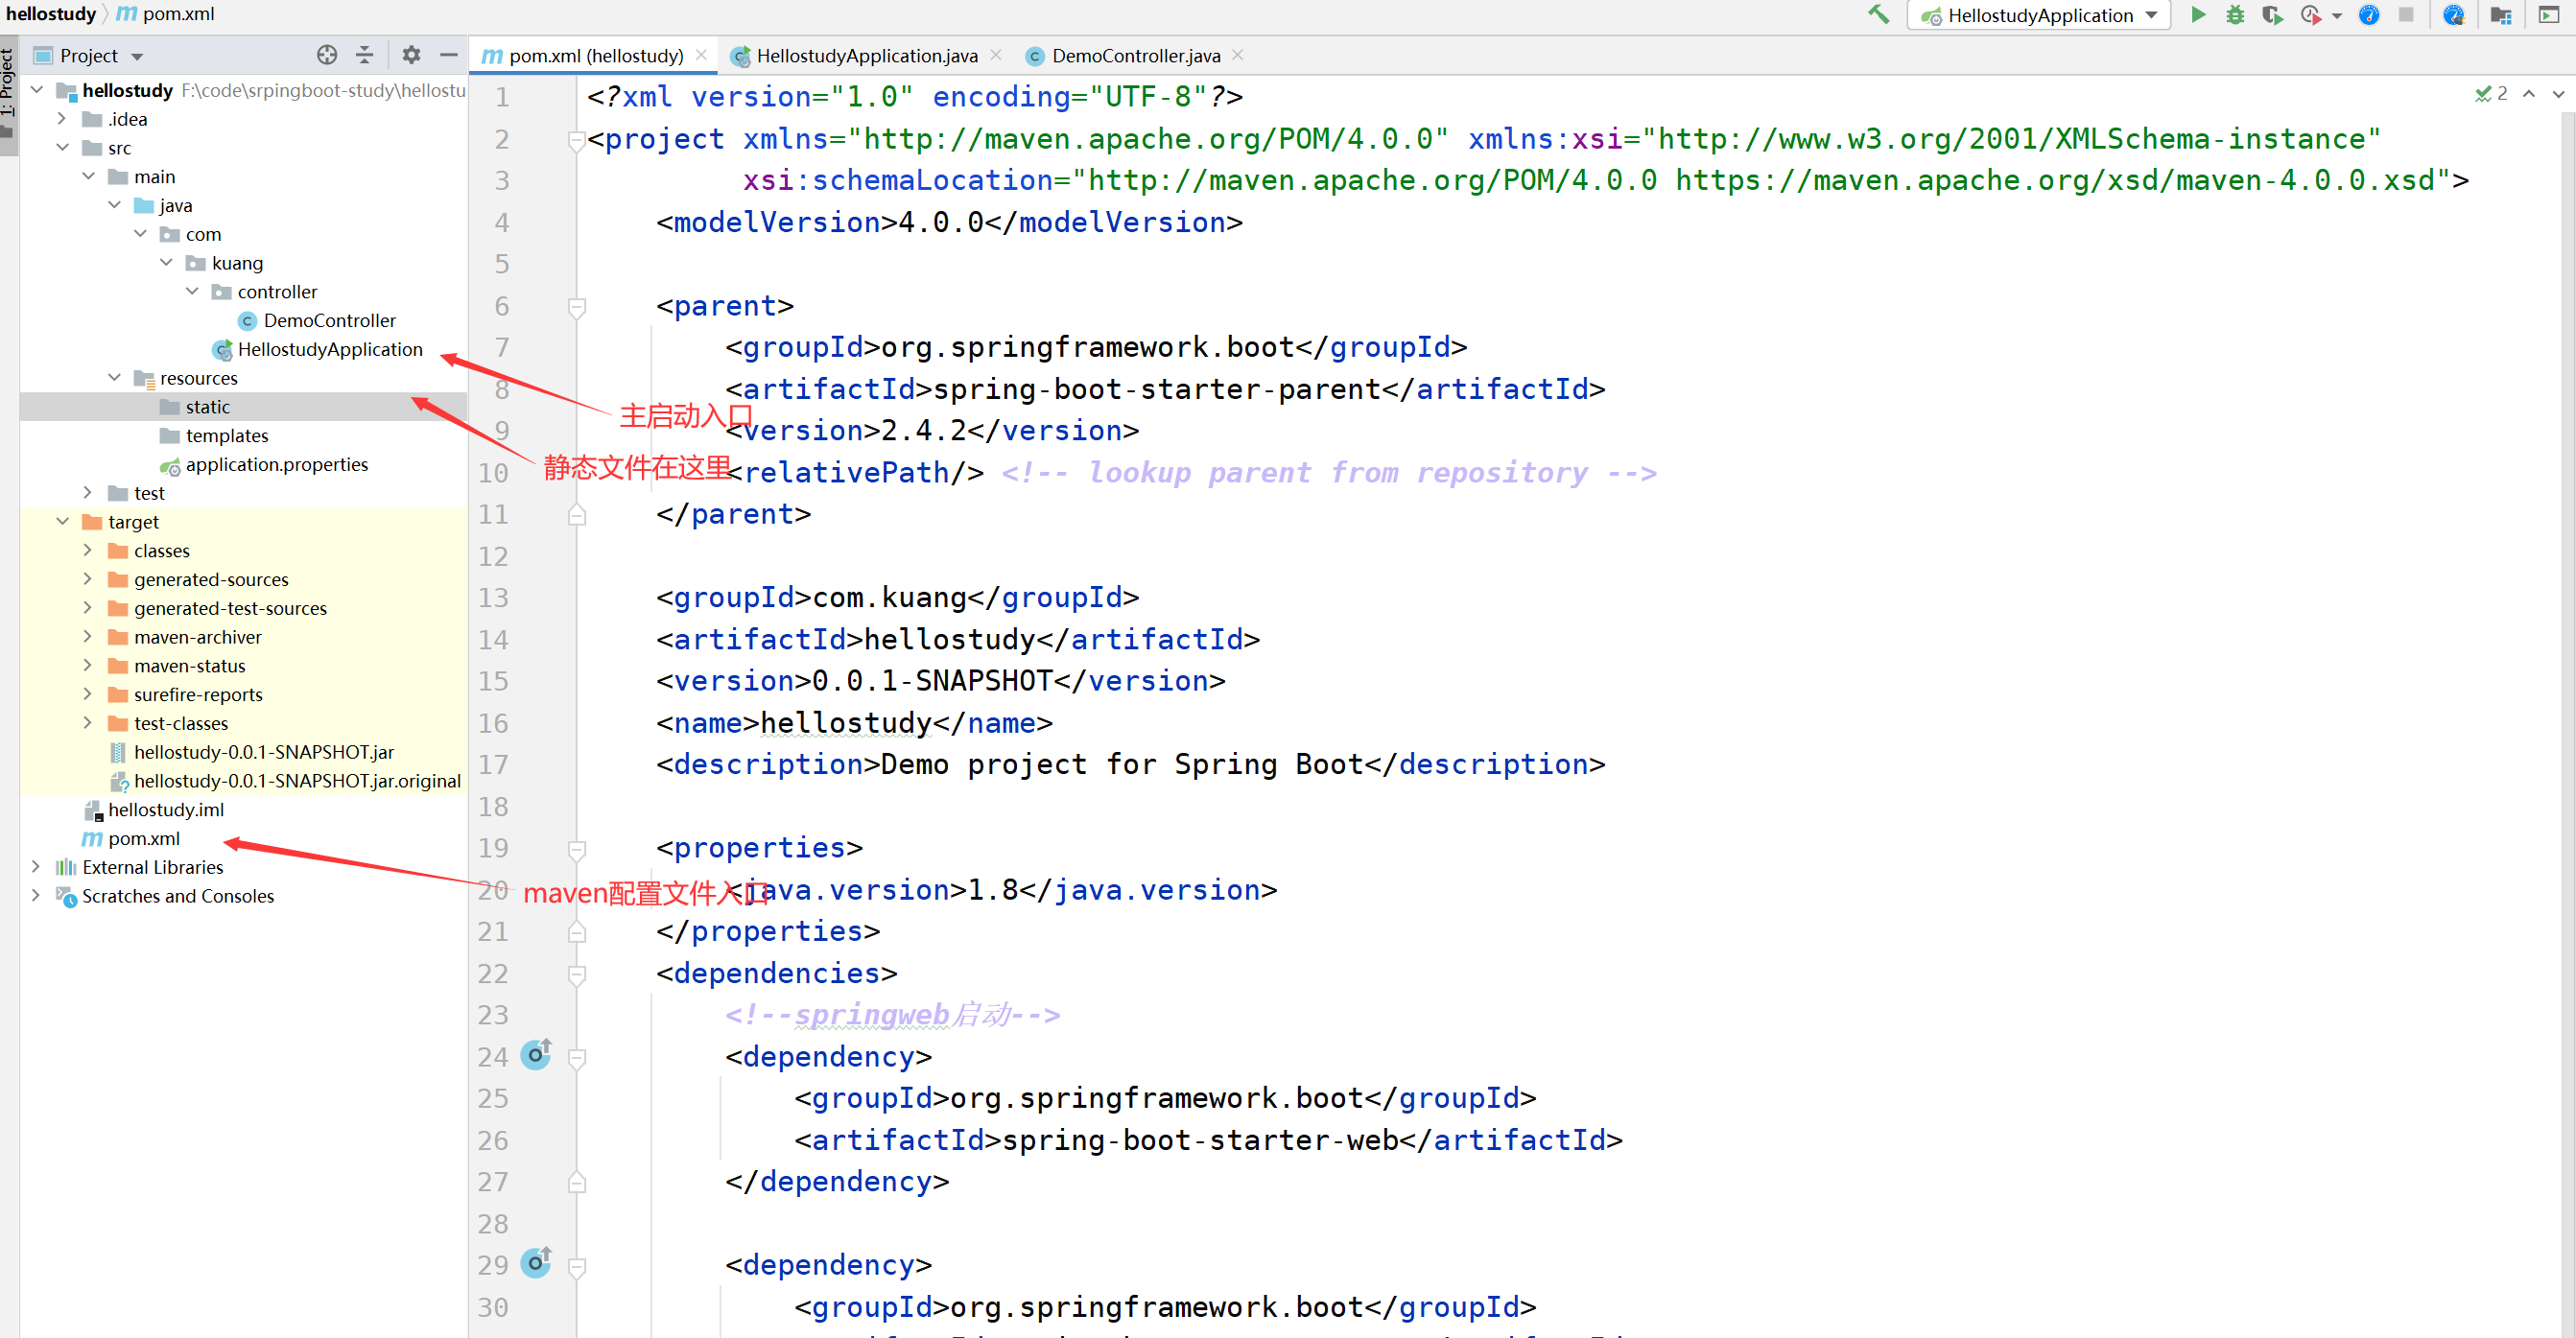 hellostudy pom.xml
HellostudyApplication
1: Project
Project
pom.xml (hellostudy)
HellostudyApplication.java
DemoController.java
hellostudy F:\code\srpingboot-study\hellostu
.idea
src
main
java
com
kuang
controller
DemoController
HellostudyApplication
resources
static
templates
application.properties
test
target
classes
generated-sources
generated-test-sources
maven-archiver
maven-status
surefire-reports
test-classes
hellostudy-0.0.1-SNAPSHOT.jar
hellostudy-0.0.1-SNAPSHOT.jar.original
hellostudy.iml
pom.xml
External Libraries
Scratches and Consoles
主启动入口
静态文件在这里
maven配置文件入口
2
1 <?xml version="1.0" encoding="UTF-8"?>
2 <project xmlns="http://maven.apache.org/POM/4.0.0" xmlns:xsi="http://www.w3.org/2001/XMLSchema-instance"
3 xsi:schemaLocation="http://maven.apache.org/POM/4.0.0 https://maven.apache.org/xsd/maven-4.0.0.xsd">
4 <modelVersion>4.0.0</modelVersion>
5
6 <parent>
7 <groupId>org.springframework.boot</groupId>
8 <artifactId>spring-boot-starter-parent</artifactId>
9 <version>2.4.2</version>
10 <relativePath/> <!-- lookup parent from repository -->
11 </parent>
12
13 <groupId>com.kuang</groupId>
14 <artifactId>hellostudy</artifactId>
15 <version>0.0.1-SNAPSHOT</version>
16 <name>hellostudy</name>
17 <description>Demo project for Spring Boot</description>
18
19 <properties>
20 <java.version>1.8</java.version>
21 </properties>
22 <dependencies>
23 <!--springweb启动-->
24 <dependency>
25 <groupId>org.springframework.boot</groupId>
26 <artifactId>spring-boot-starter-web</artifactId>
27 </dependency>
28
29 <dependency>
30 <groupId>org.springframework.boot</groupId>